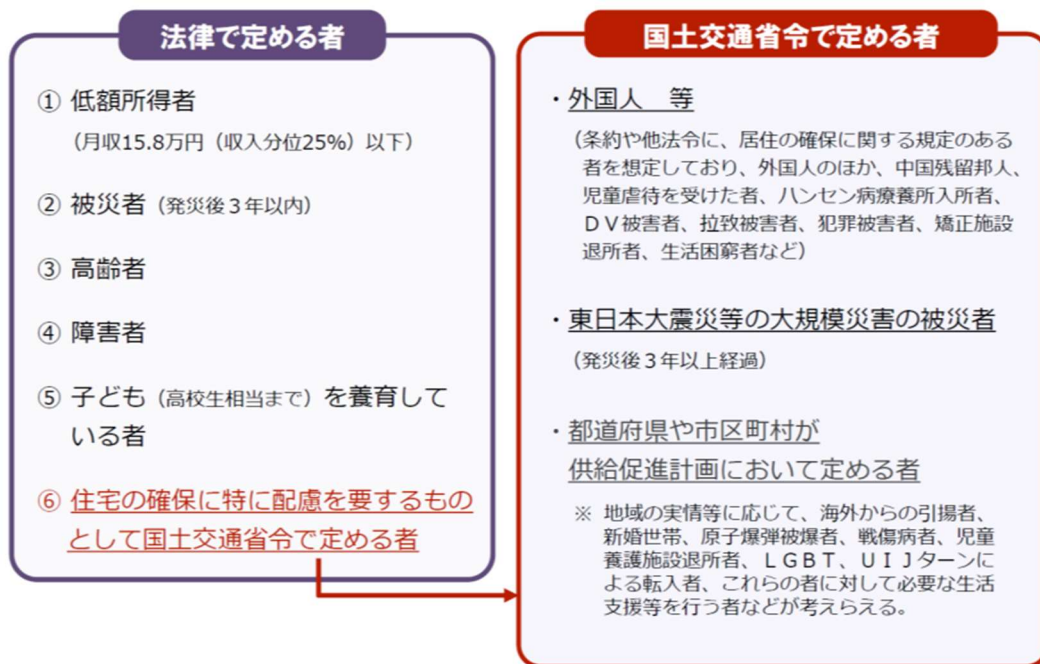 法律で定める者
① 低額所得者
（月収15.8万円（収入分位25%）以下）
② 被災者（発災後３年以内）
③ 高齢者
④ 障害者
⑤ 子ども（高校生相当まで）を養育して
いる者
⑥ 住宅の確保に特に配慮を要するもの
として国土交通省令で定める者
国土交通省令で定める者
・外国人　等
（条約や他法令に、居住の確保に関する規定のある
者を想定しており、外国人のほか、中国残留邦人、
児童虐待を受けた者、ハンセン病療養所入所者、
ＤＶ被害者、拉致被害者、犯罪被害者、矯正施設
退所者、生活困窮者など）
・東日本大震災等の大規模災害の被災者
（発災後３年以上経過）
・都道府県や市区町村が
供給促進計画において定める者
※ 地域の実情等に応じて、海外からの引揚者、
新婚世帯、原子爆弾被爆者、戦傷病者、児童
養護施設退所者、ＬＧＢＴ、ＵＩＪターンに
よる転入者、これらの者に対して必要な生活
支援等を行う者などが考えらえる。